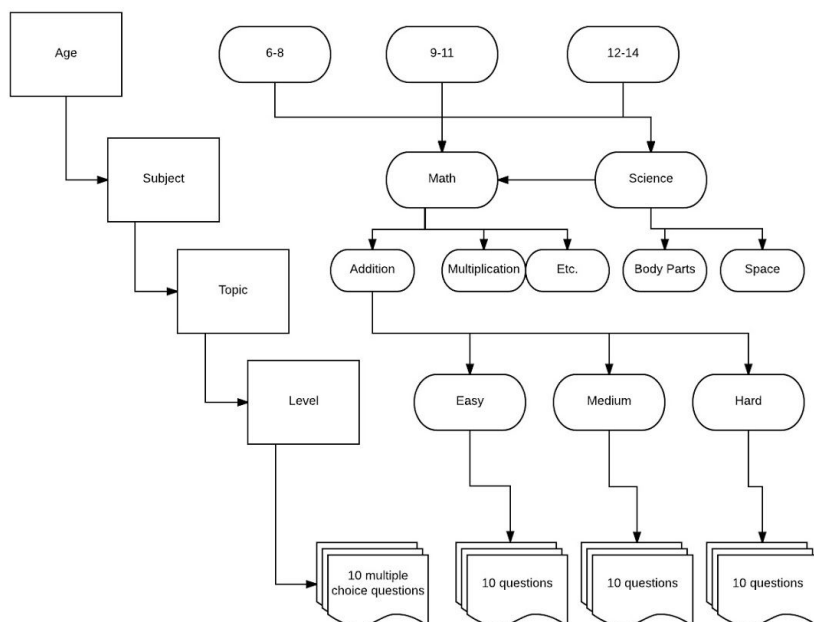 Age
6-8
9-11
12-14
Subject
Math
Science
Topic
Addition
Multiplication
Etc.
Body Parts
Space
Level
Easy
Medium
Hard
10 multiple
choice questions
10 questions
10 questions
10 questions